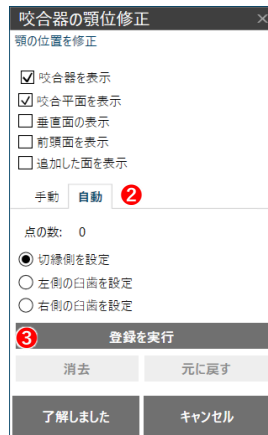 咬合器の顎位修正 ×
顎の位置を修正
咬合器を表示
咬合平面を表示
垂直面の表示
前頭面を表示
追加した面を表示
手動 自動 2
点の数: 0
切縁側を設定
左側の臼歯を設定
右側の臼歯を設定
3 登録を実行
消去 元に戻す
了解しました キャンセル